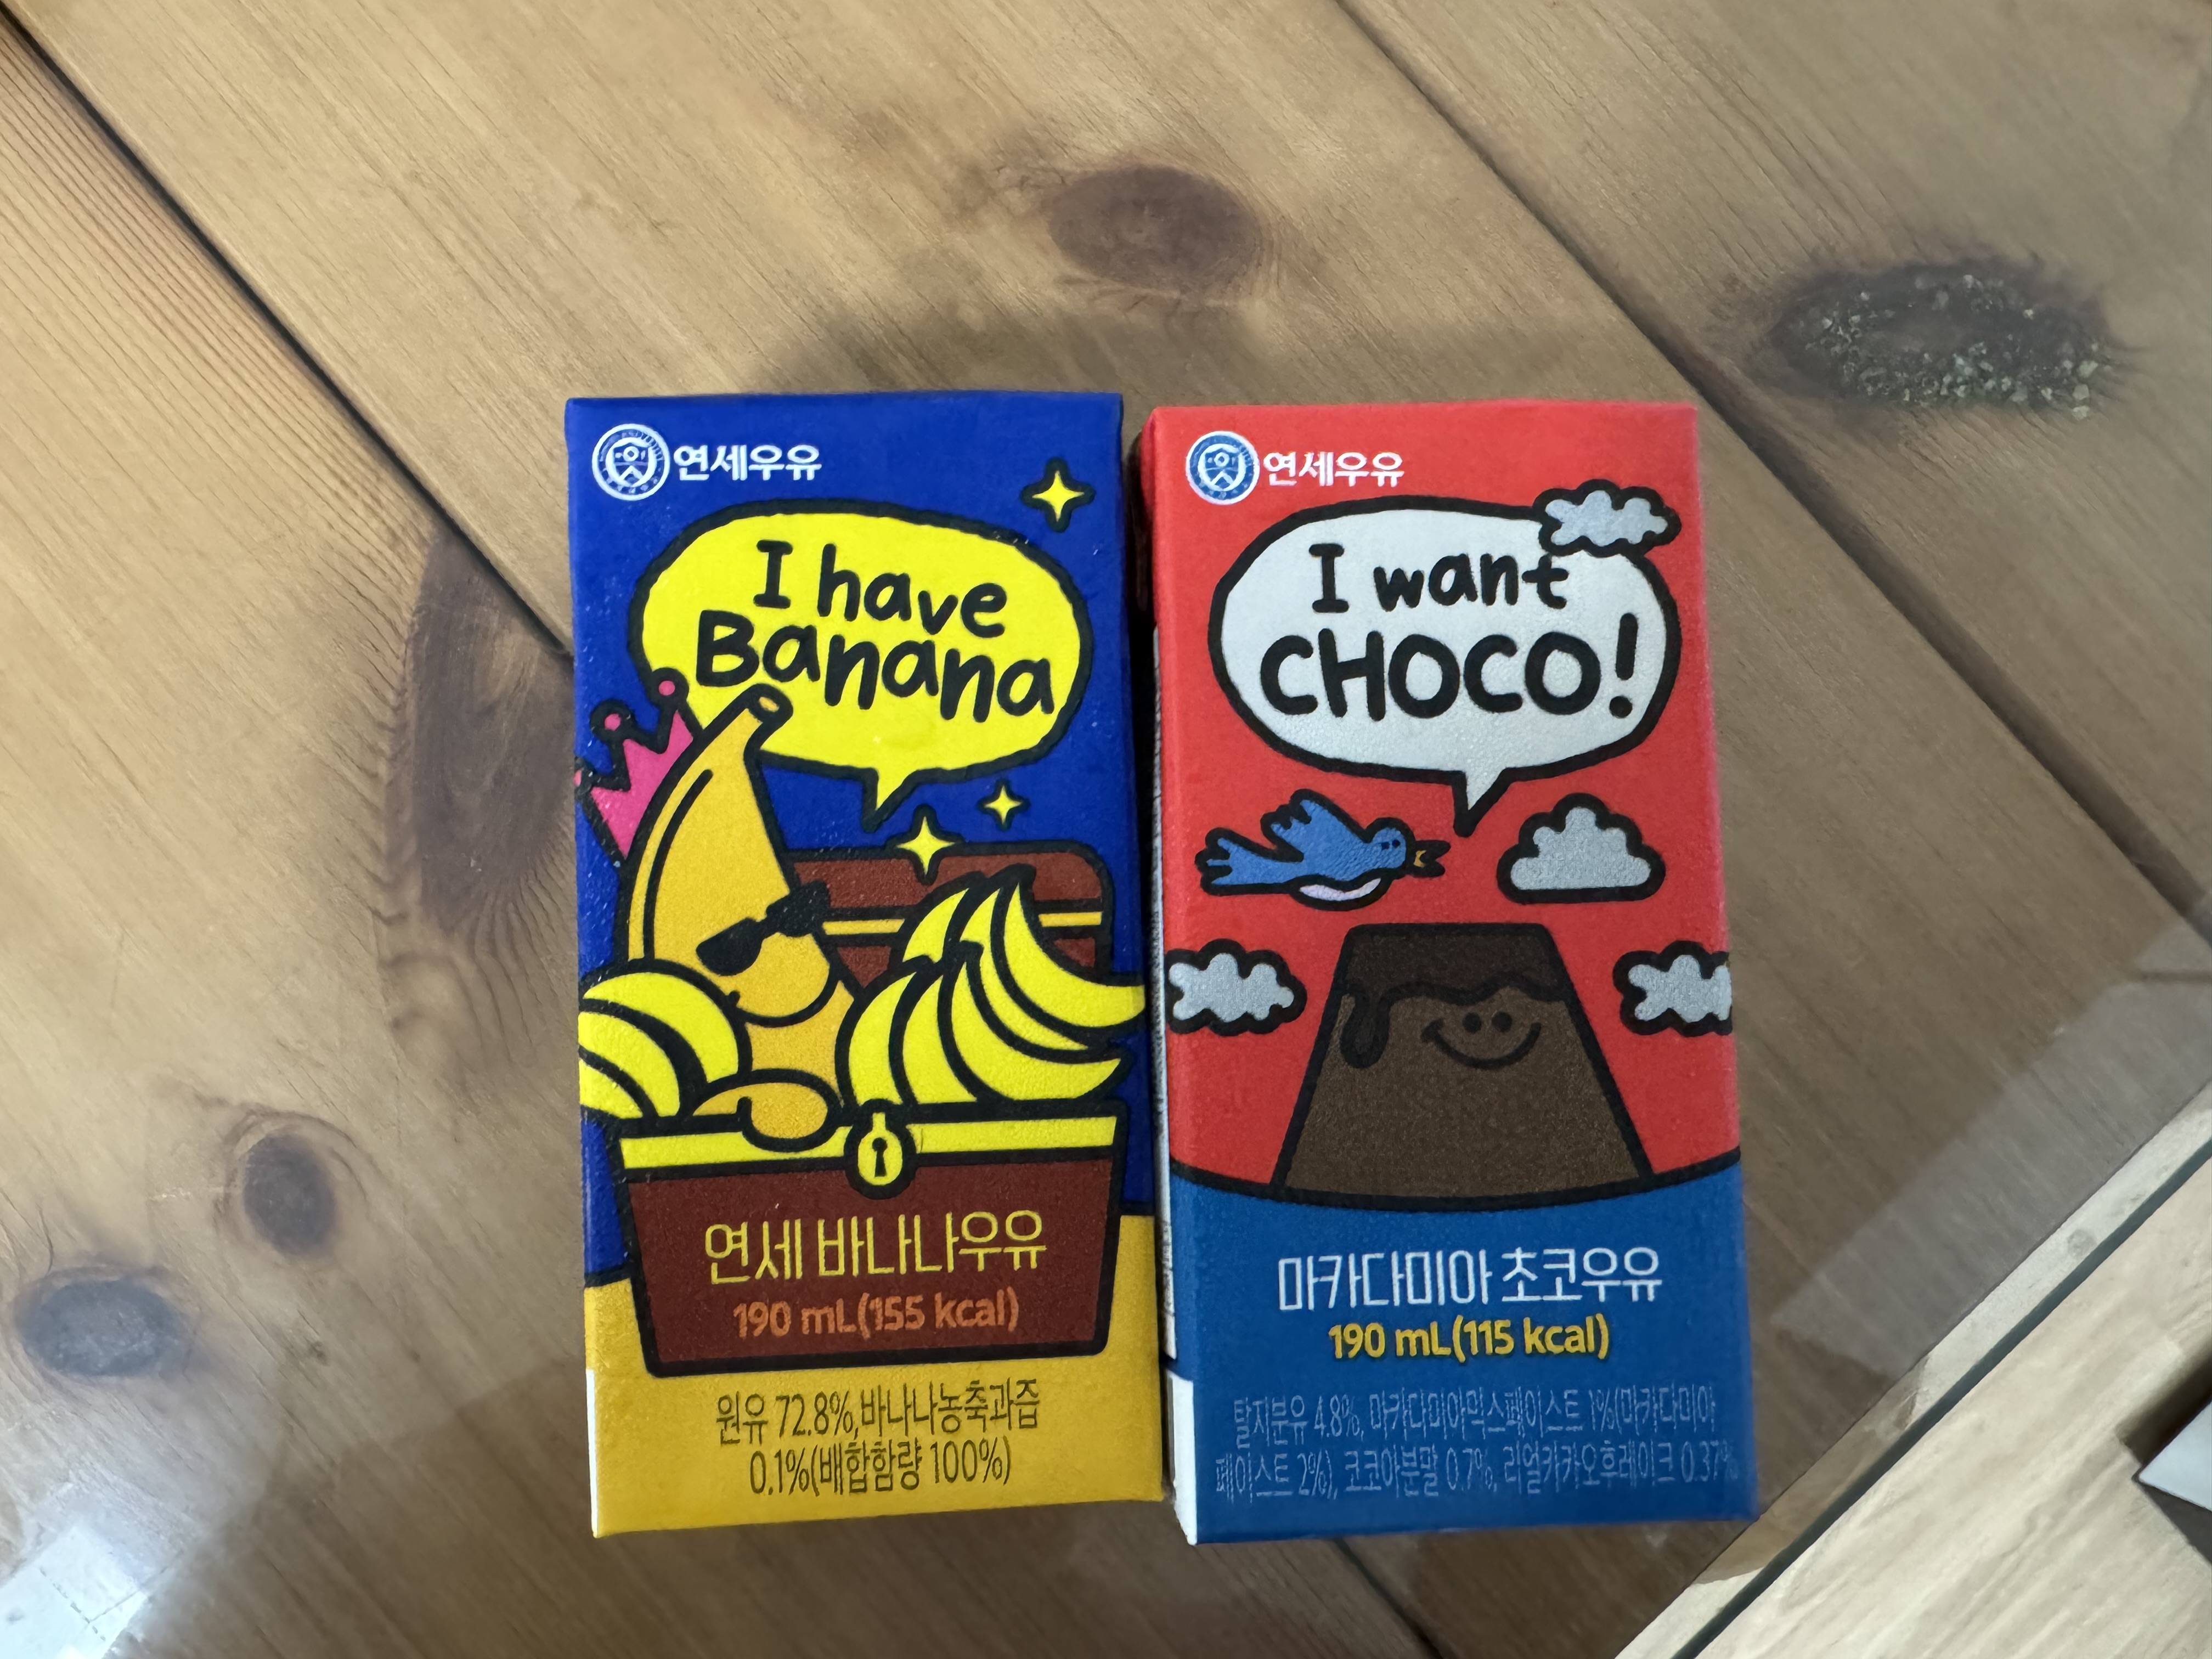 연세우유
I have
Banana
연세 바나나우유
190 mL(155 kcal)
원유 72.8%,바나나농축과즙
0.1%(배합함량 100%)
연세우유
I want
CHOCO!
마카다미아 초코우유
190 mL(115 kcal)
탈지분유 4.8%, 마카다미아믹스페이스트 1%(마카다미아
페이스트 2%), 코코아분말 0.7%, 리얼카카오후레이크 0.37%